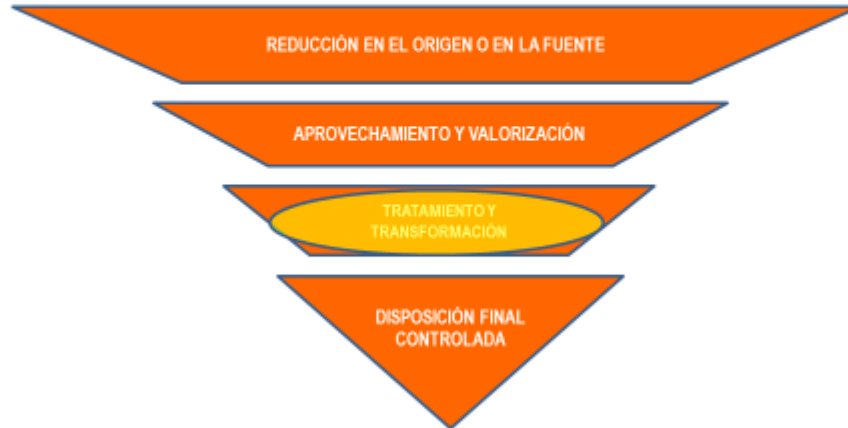 REDUCCIÓN EN EL ORIGEN O EN LA FUENTE
APROVECHAMIENTO Y VALORIZACIÓN
TRATAMIENTO Y
TRANSFORMACIÓN
DISPOSICIÓN FINAL
CONTROLADA